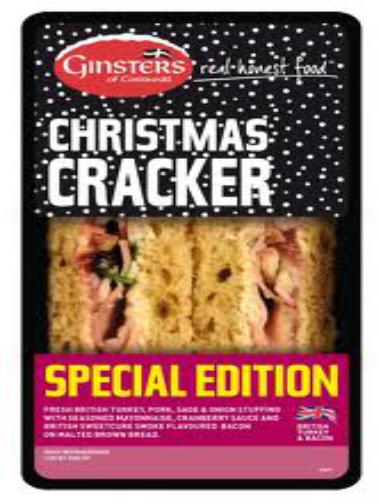 GINSTERS
of Cornwall
real honest food
CHRISTMAS
CRACKER
SPECIAL EDITION
FRESH BRITISH TURKEY, PORK, SAGE & ONION STUFFING
WITH SEASONED MAYONNAISE, CRANBERRY SAUCE AND
BRITISH SWEETCURE SMOKE FLAVOURED BACON
ON MALTED BROWN BREAD.
BRITISH
TURKEY
& BACON